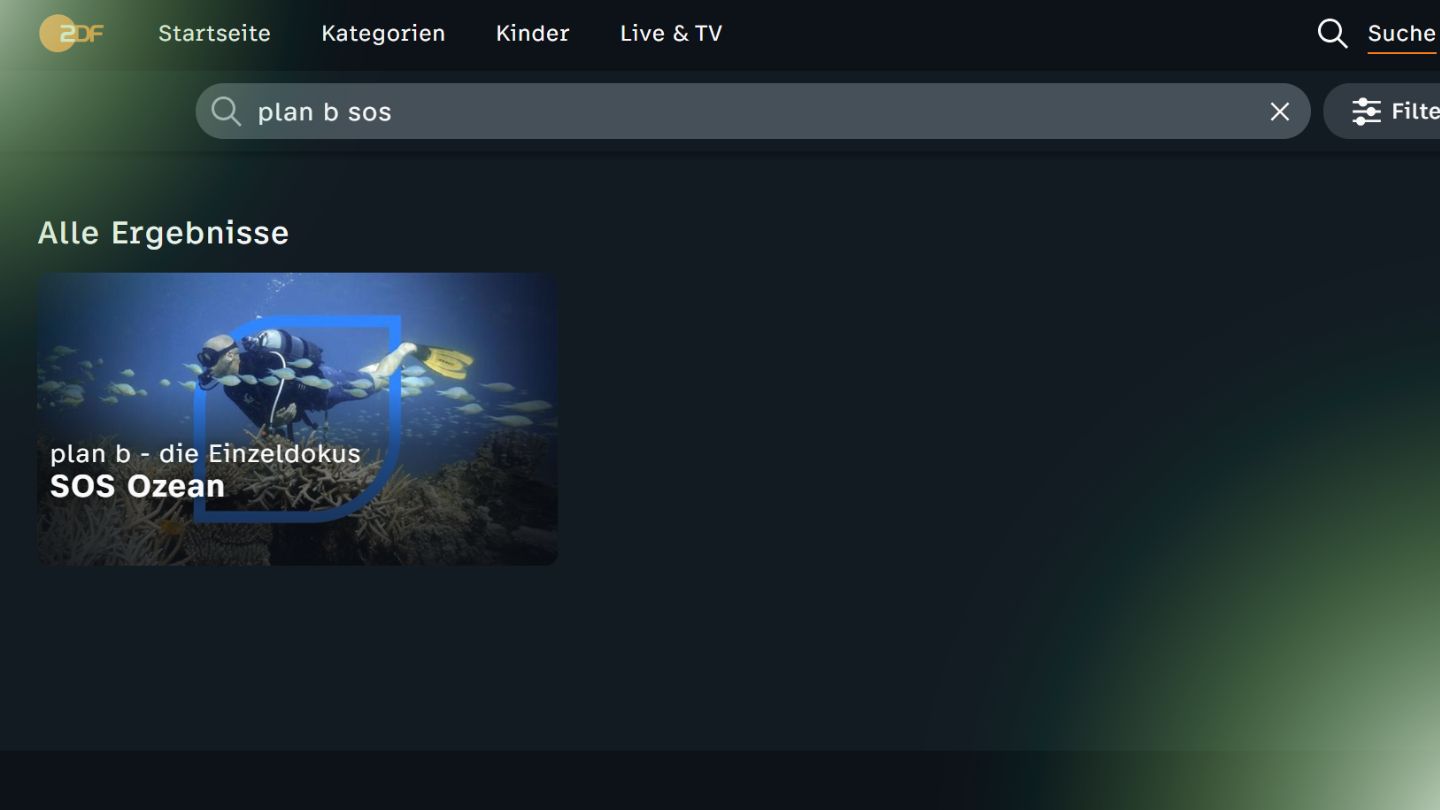 ZDF Startseite Kategorien Kinder Live & TV Suche
plan b sos Filte
Alle Ergebnisse
plan b - die Einzeldokus
SOS Ozean